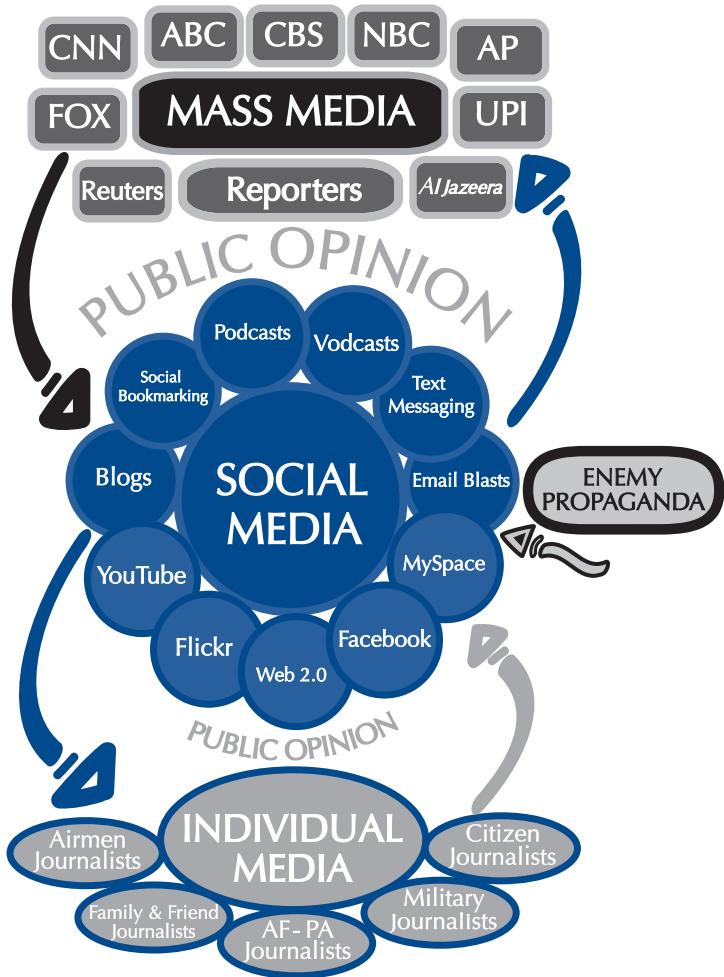 CNN
ABC
CBS
NBC
AP
FOX
MASS MEDIA
UPI
Reuters
Reporters
Al Jazeera
PUBLIC OPINION
Podcasts
Vodcasts
Social
Bookmarking
Text
Messaging
Blogs
SOCIAL
MEDIA
Email Blasts
ENEMY
PROPAGANDA
YouTube
MySpace
Flickr
Facebook
Web 2.0
PUBLIC OPINION
INDIVIDUAL
MEDIA
Airmen
Journalists
Citizen
Journalists
Family & Friend
Journalists
Military
Journalists
AF-PA
Journalists